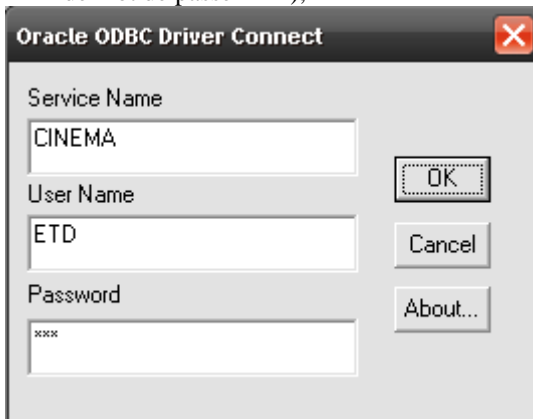 Oracle ODBC Driver Connect
Service Name
CINEMA
OK
User Name
ETD
Cancel
Password
About...
***